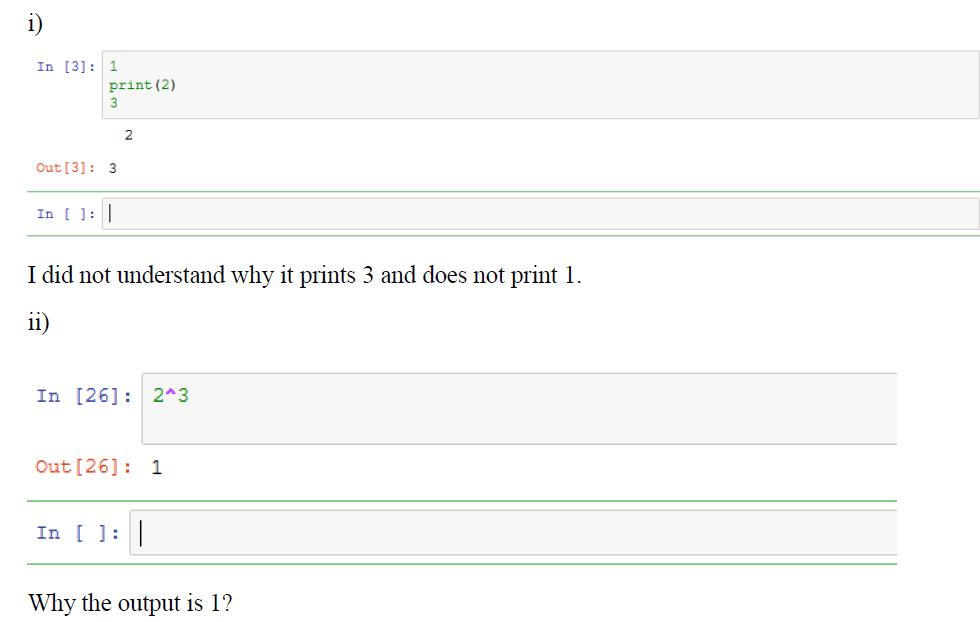 i)
In [3]: 1
print(2)
3
2
Out[3]: 3
In [ ]:
I did not understand why it prints 3 and does not print 1.
ii)
In [26]: 2^3
Out[26]: 1
In [ ]:
Why the output is 1?